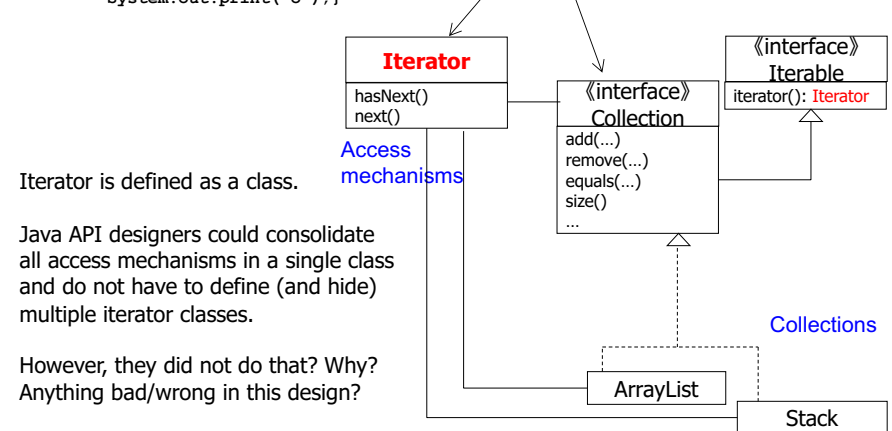 system.out.print( o );}
Iterator
hasNext()
next()
《interface》
Collection
add(…)
remove(…)
equals(…)
size()
…
《interface》
Iterable
iterator(): Iterator
Access
mechanisms
Iterator is defined as a class.
Java API designers could consolidate
all access mechanisms in a single class
and do not have to define (and hide)
multiple iterator classes.
However, they did not do that? Why?
Anything bad/wrong in this design?
Collections
ArrayList
Stack